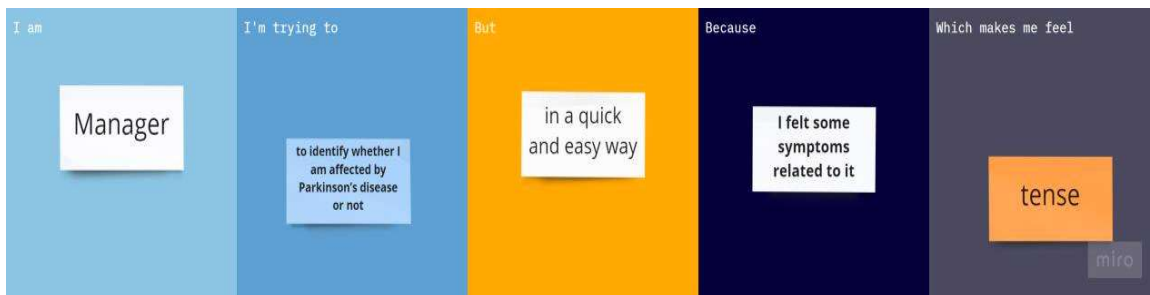 I am
Manager
I'm trying to
to identify whether I
am affected by
Parkinson's disease
or not
But
in a quick
and easy way
Because
I felt some
symptoms
related to it
Which makes me feel
tense
miro